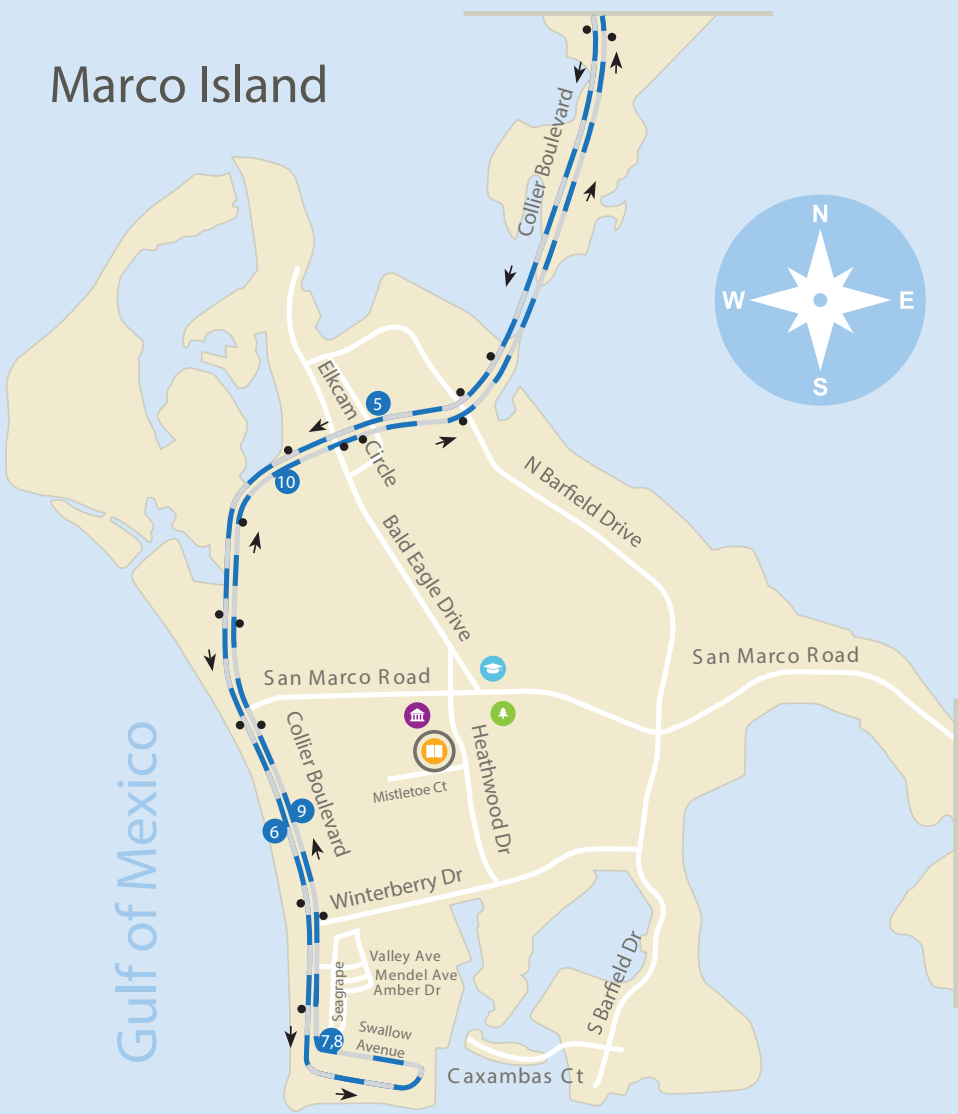 Marco Island
Collier Boulevard
N
W
E
S
Elkcam
Circle
5
10
N Barfield Drive
Bald Eagle Drive
San Marco Road
San Marco Road
Collier Boulevard
Heathwood Dr
Mistletoe Ct
9
6
Gulf of Mexico
Winterberry Dr
Valley Ave
Mendel Ave
Amber Dr
Seagrape
S Barfield Dr
7,8
Swallow
Avenue
Caxambas Ct